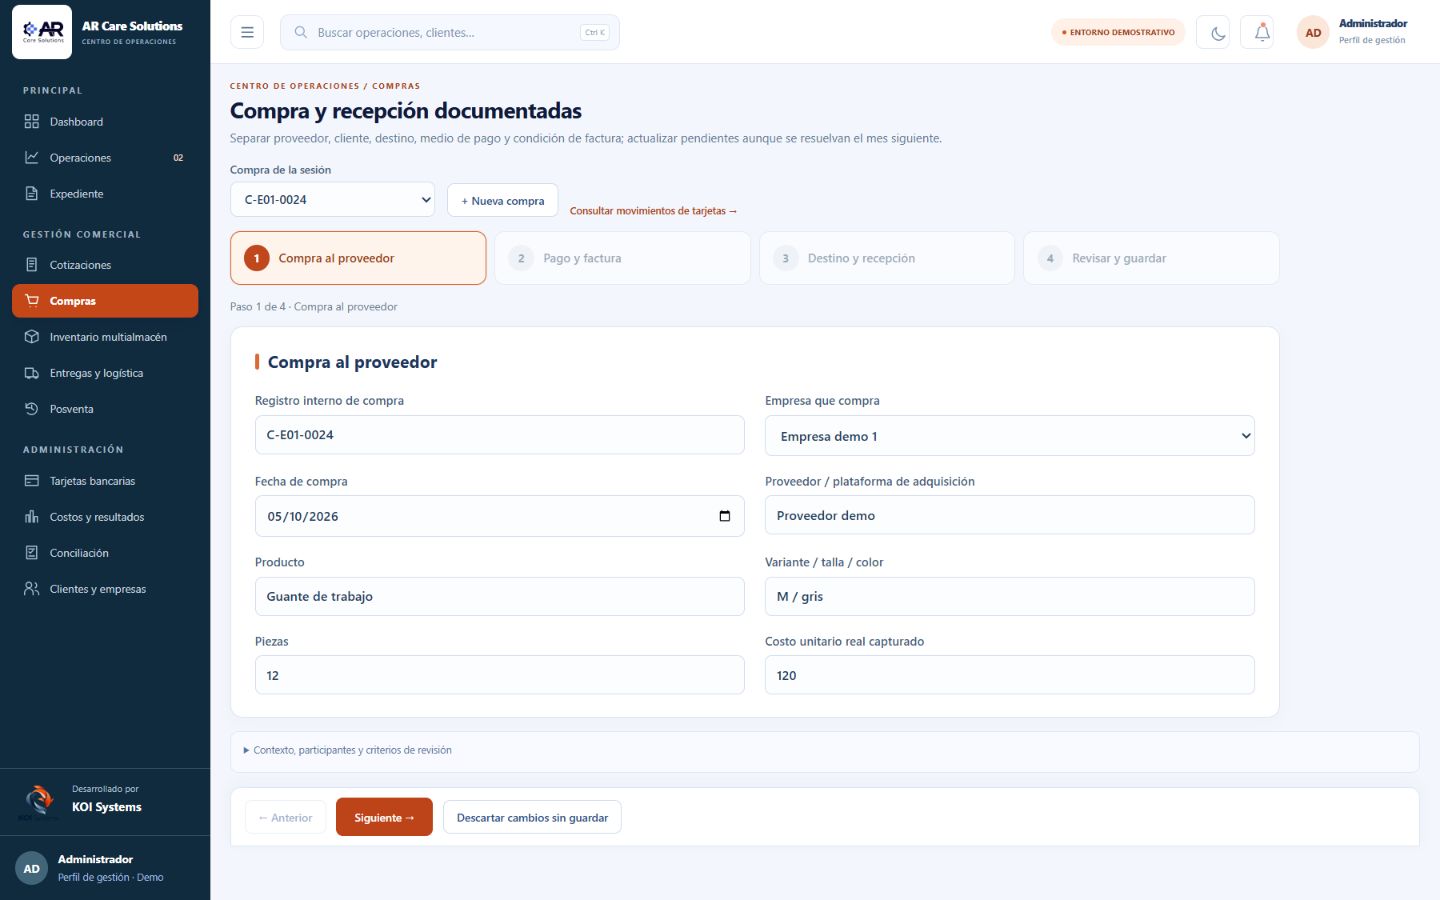 AR
Care Solutions
AR Care Solutions
CENTRO DE OPERACIONES
PRINCIPAL
Dashboard
Operaciones 02
Expediente
GESTIÓN COMERCIAL
Cotizaciones
Compras
Inventario multialmacén
Entregas y logística
Posventa
ADMINISTRACIÓN
Tarjetas bancarias
Costos y resultados
Conciliación
Clientes y empresas
Desarrollado por
KOI Systems
AD
Administrador
Perfil de gestión · Demo
Buscar operaciones, clientes... Ctrl K
ENTORNO DEMOSTRATIVO
AD
Administrador
Perfil de gestión
CENTRO DE OPERACIONES / COMPRAS
Compra y recepción documentadas
Separar proveedor, cliente, destino, medio de pago y condición de factura; actualizar pendientes aunque se resuelvan el mes siguiente.
Compra de la sesión
C-E01-0024
+ Nueva compra
Consultar movimientos de tarjetas →
1 Compra al proveedor
2 Pago y factura
3 Destino y recepción
4 Revisar y guardar
Paso 1 de 4 · Compra al proveedor
Compra al proveedor
Registro interno de compra
C-E01-0024
Empresa que compra
Empresa demo 1
Fecha de compra
05/10/2026
Proveedor / plataforma de adquisición
Proveedor demo
Producto
Guante de trabajo
Variante / talla / color
M / gris
Piezas
12
Costo unitario real capturado
120
▶ Contexto, participantes y criterios de revisión
← Anterior
Siguiente →
Descartar cambios sin guardar